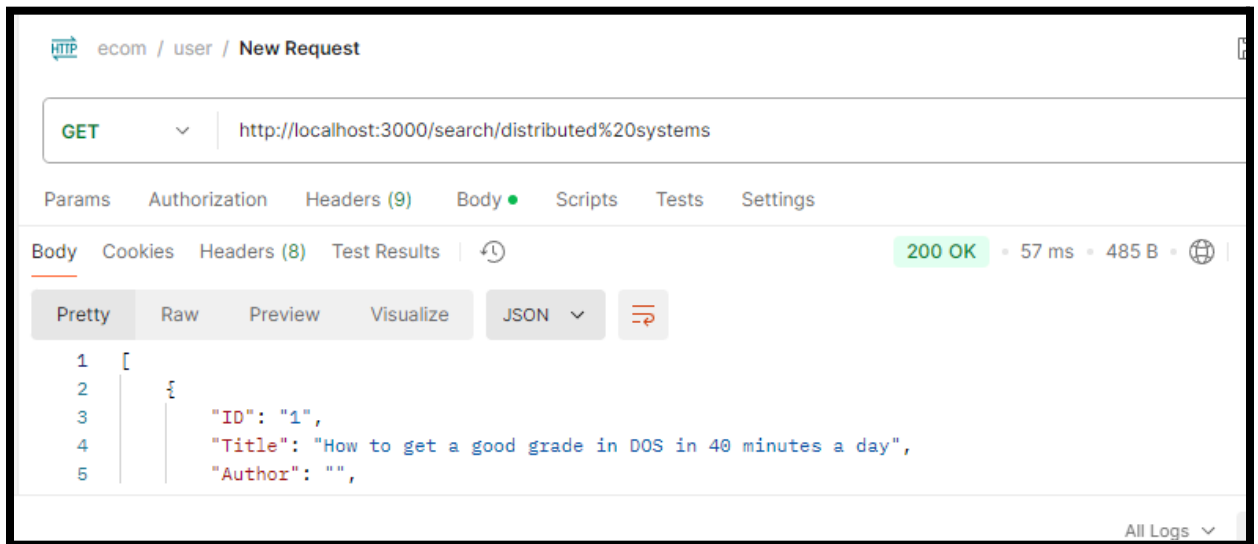 HTTP ecom / user / New Request
GET http://localhost:3000/search/distributed%20systems
Params Authorization Headers (9) Body Scripts Tests Settings
Body Cookies Headers (8) Test Results 200 OK 57 ms 485 B
Pretty Raw Preview Visualize JSON
1 [
2 {
3 "ID": "1",
4 "Title": "How to get a good grade in DOS in 40 minutes a day",
5 "Author": "",
All Logs